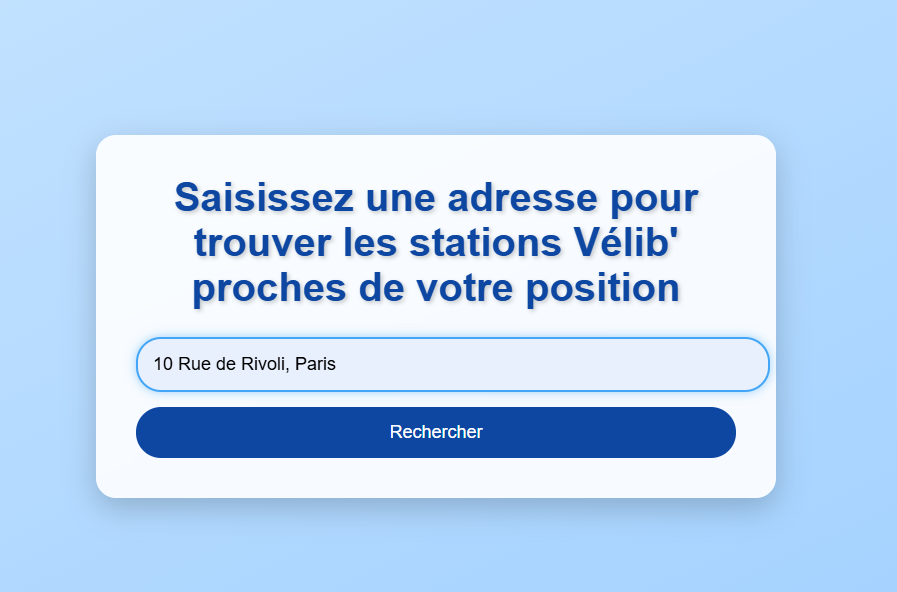 Saisissez une adresse pour
trouver les stations Vélib'
proches de votre position
10 Rue de Rivoli, Paris
Rechercher